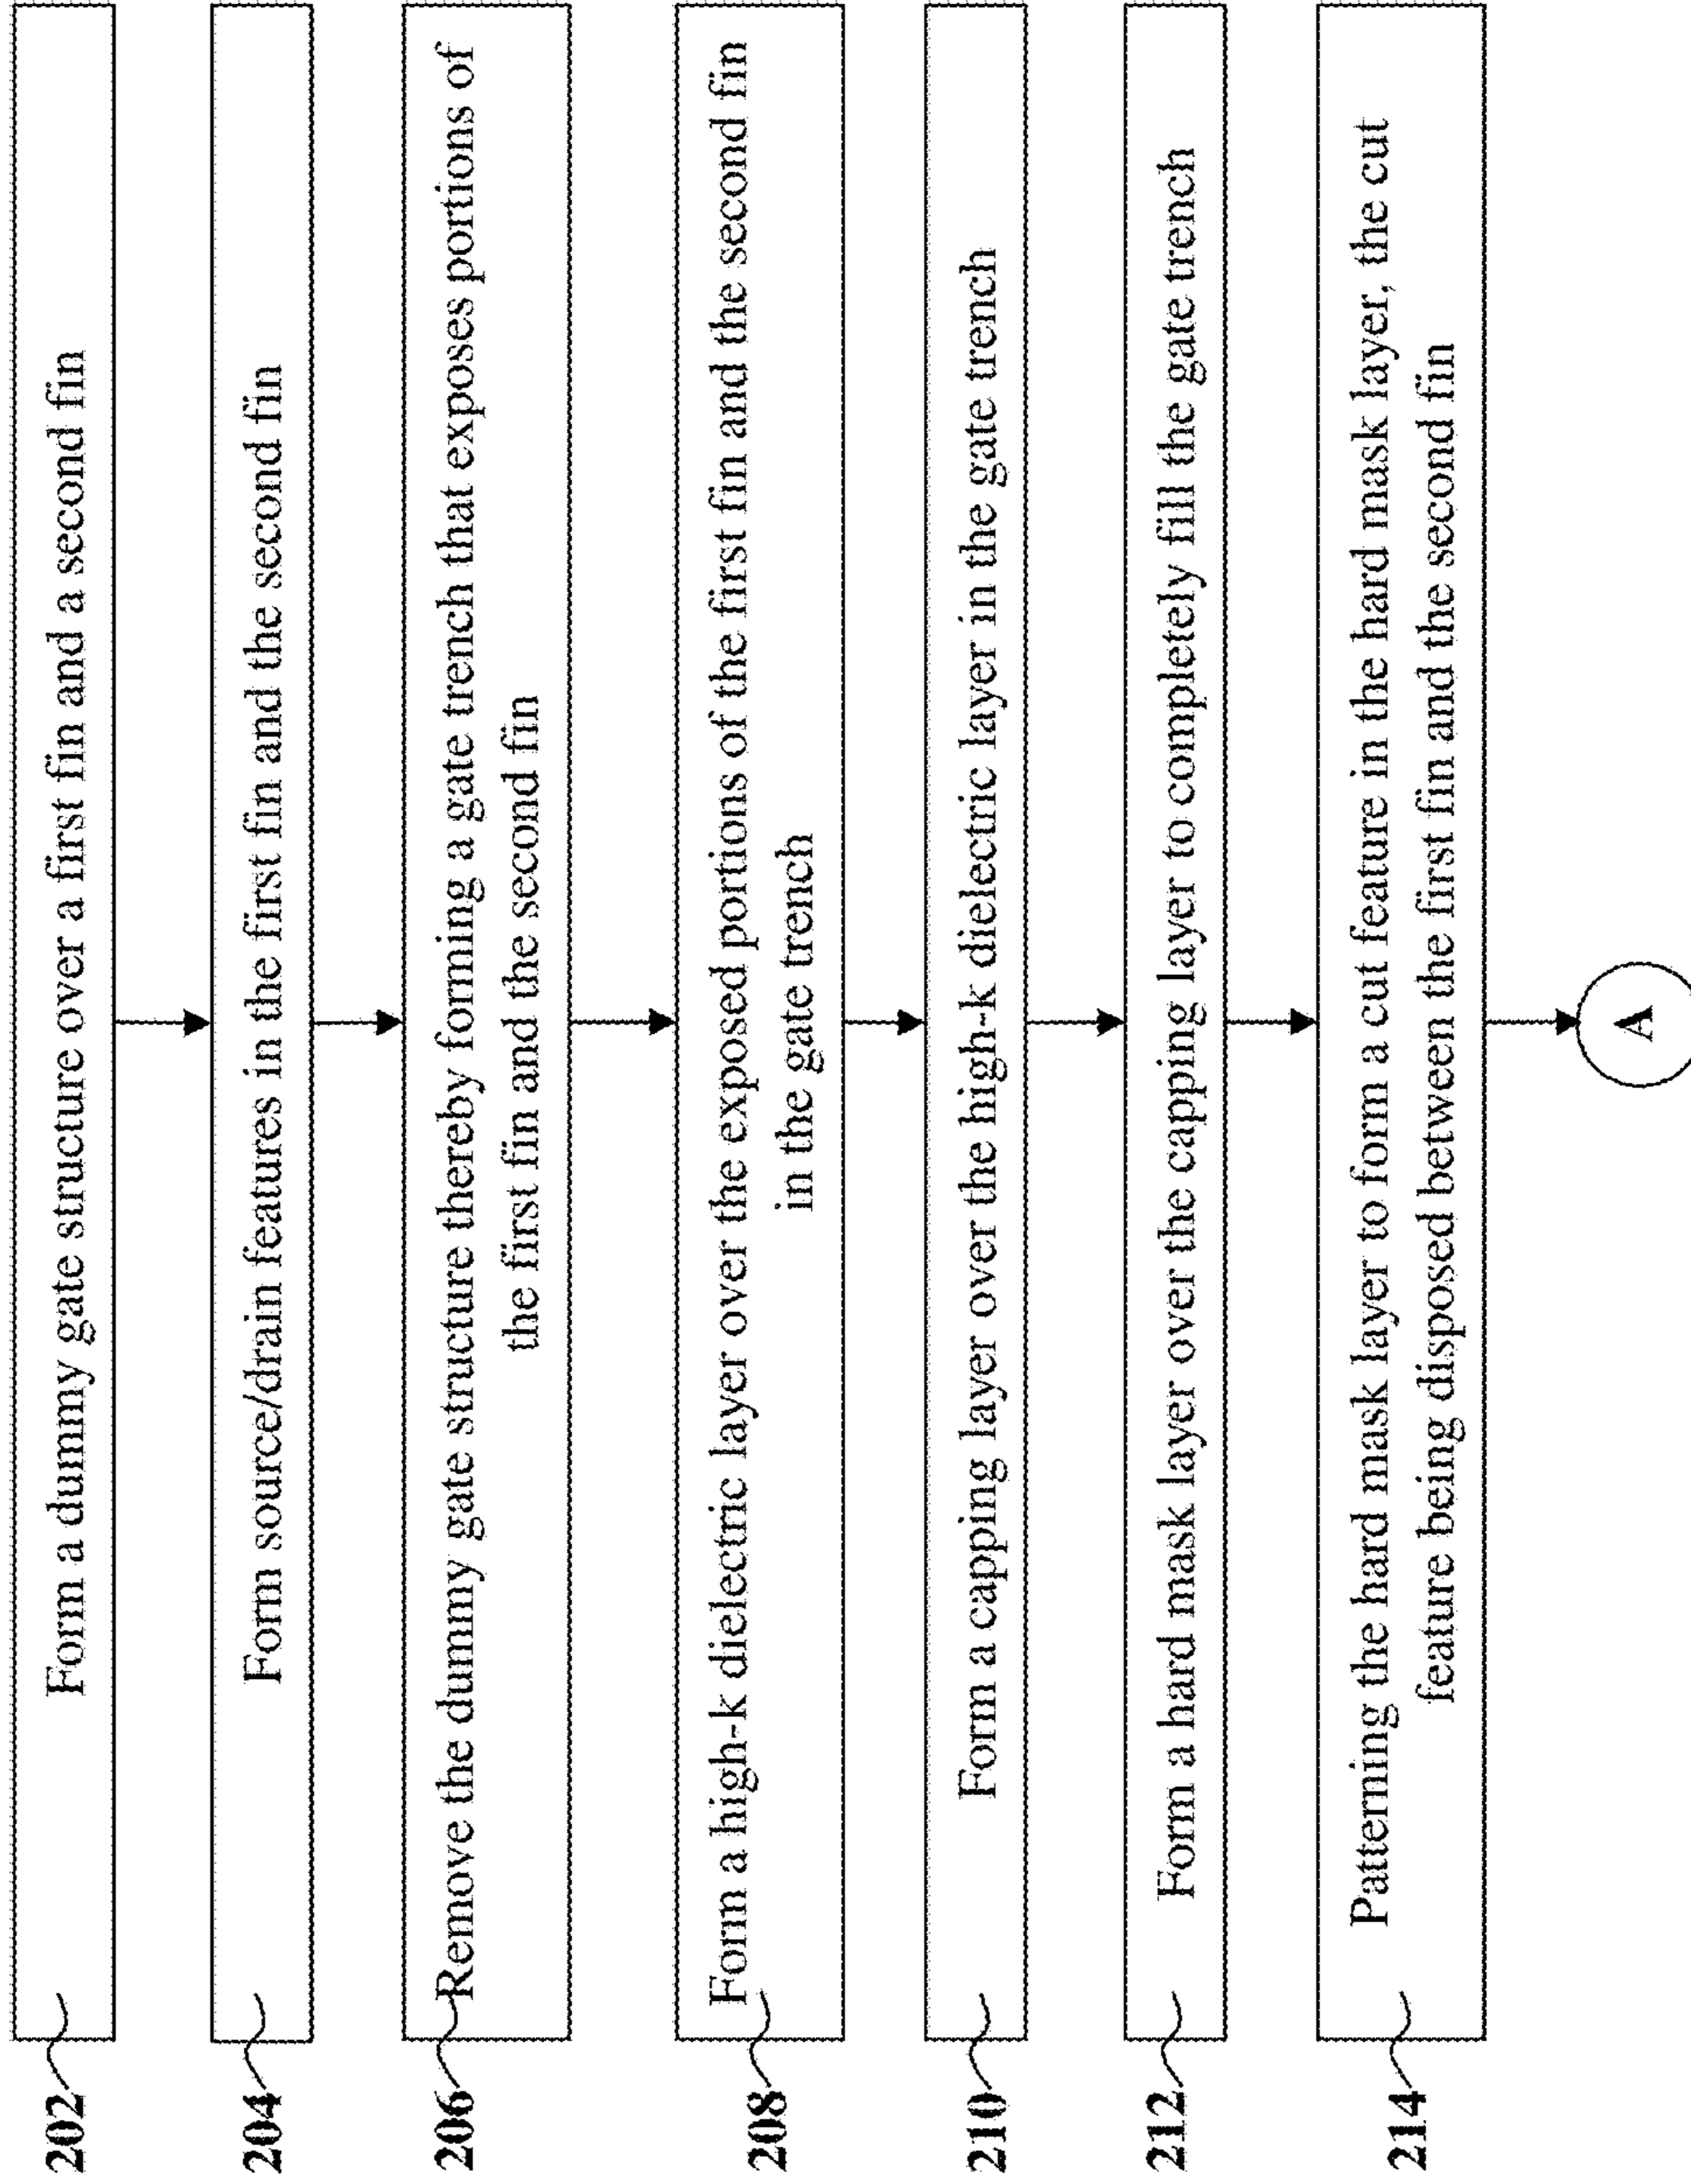 202
Form a dummy gate structure over a first fin and a second fin
204
Form source/drain features in the first fin and the second fin
206
Remove the dummy gate structure thereby forming a gate trench that exposes portions of
the first fin and the second fin
208
Form a high-k dielectric layer over the exposed portions of the first fin and the second fin
in the gate trench
210
Form a capping layer over the high-k dielectric layer in the gate trench
212
Form a hard mask layer over the capping layer to completely fill the gate trench
214
Patterning the hard mask layer to form a cut feature in the hard mask layer, the cut
feature being disposed between the first fin and the second fin
A